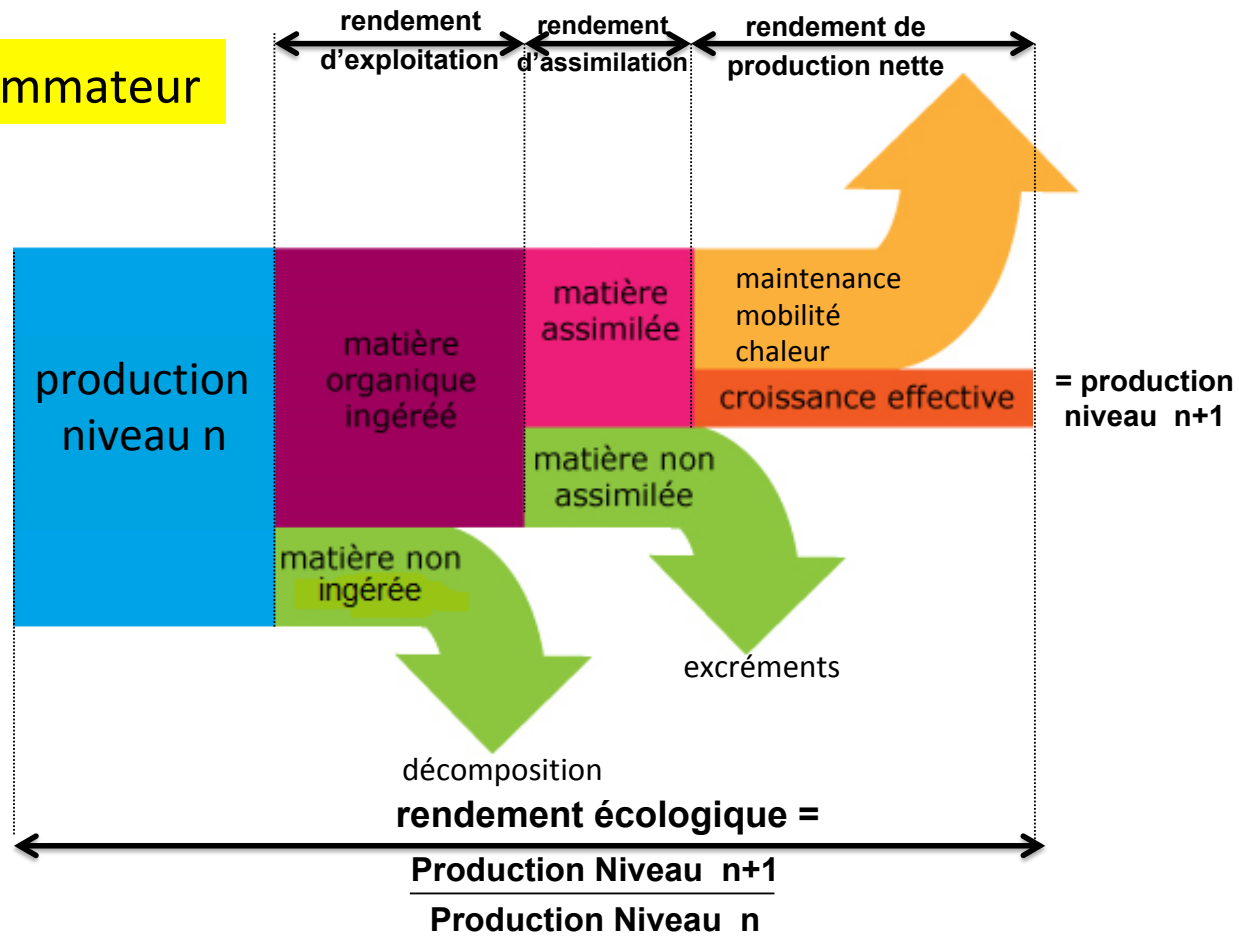 rendement
d'exploitation
rendement
d'assimilation
rendement de
production nette
mmateur
production
niveau n
matière
organique
ingéréé
matière
assimilée
maintenance
mobilité
chaleur
croissance effective
= production
niveau n+1
matière non
assimilée
matière non
ingérée
excréments
décomposition
rendement écologique =
Production Niveau n+1
Production Niveau n